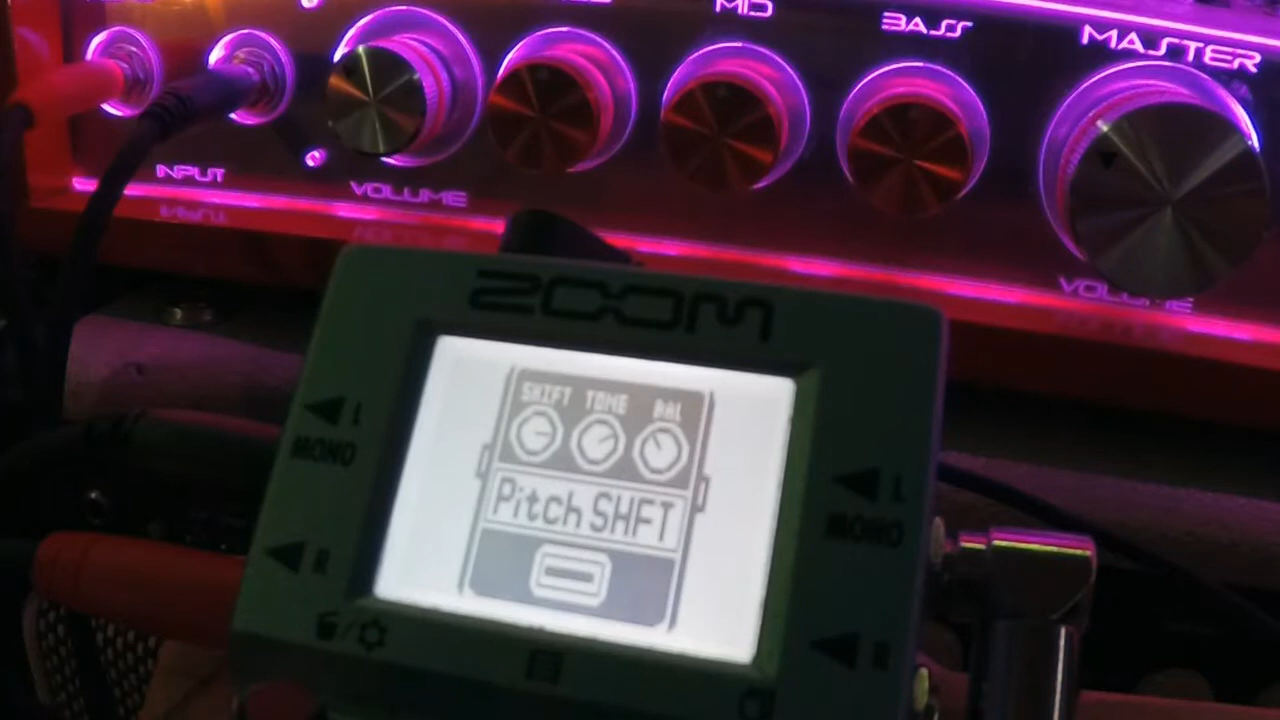 MID
BASS
MASTER
INPUT
VOLUME
VOLUME
ZOOM
SHIFT TONE BAL
L
MONO
Pitch SHFT
L
MONO
R
R